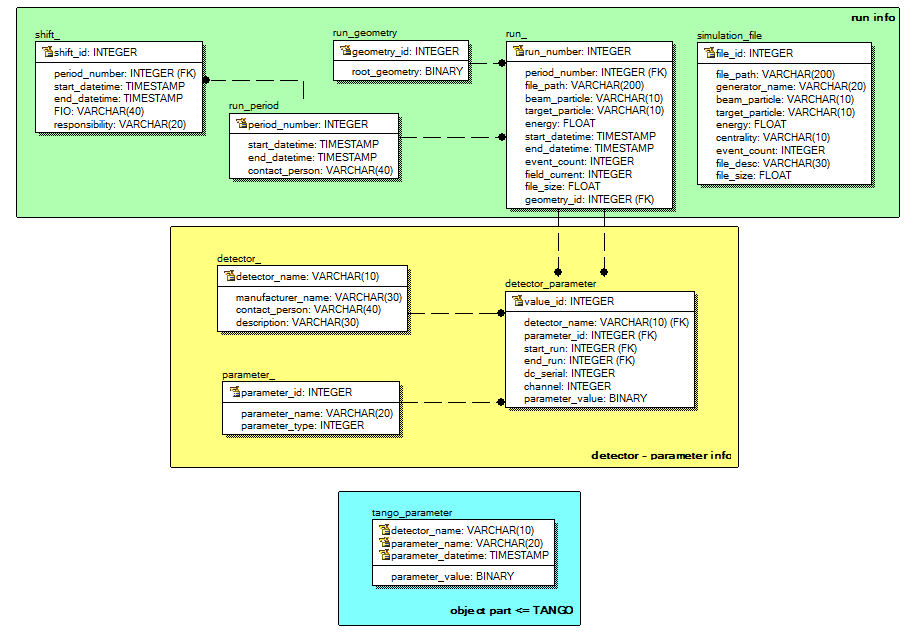 run info
shift_
shift_id: INTEGER
period_number: INTEGER (FK)
start_datetime: TIMESTAMP
end_datetime: TIMESTAMP
FIO: VARCHAR(40)
responsibility: VARCHAR(20)
run_geometry
geometry_id: INTEGER
root_geometry: BINARY
run_period
period_number: INTEGER
start_datetime: TIMESTAMP
end_datetime: TIMESTAMP
contact_person: VARCHAR(40)
run_
run_number: INTEGER
period_number: INTEGER (FK)
file_path: VARCHAR(200)
beam_particle: VARCHAR(10)
target_particle: VARCHAR(10)
energy: FLOAT
start_datetime: TIMESTAMP
end_datetime: TIMESTAMP
event_count: INTEGER
field_current: INTEGER
file_size: FLOAT
geometry_id: INTEGER (FK)
simulation_file
file_id: INTEGER
file_path: VARCHAR(200)
generator_name: VARCHAR(20)
beam_particle: VARCHAR(10)
target_particle: VARCHAR(10)
energy: FLOAT
centrality: VARCHAR(10)
event_count: INTEGER
file_desc: VARCHAR(30)
file_size: FLOAT
detector_
detector_name: VARCHAR(10)
manufacturer_name: VARCHAR(30)
contact_person: VARCHAR(40)
description: VARCHAR(30)
parameter_
parameter_id: INTEGER
parameter_name: VARCHAR(20)
parameter_type: INTEGER
detector_parameter
value_id: INTEGER
detector_name: VARCHAR(10) (FK)
parameter_id: INTEGER (FK)
start_run: INTEGER (FK)
end_run: INTEGER (FK)
dc_serial: INTEGER
channel: INTEGER
parameter_value: BINARY
detector - parameter info
tango_parameter
detector_name: VARCHAR(10)
parameter_name: VARCHAR(20)
parameter_datetime: TIMESTAMP
parameter_value: BINARY
object part <= TANGO